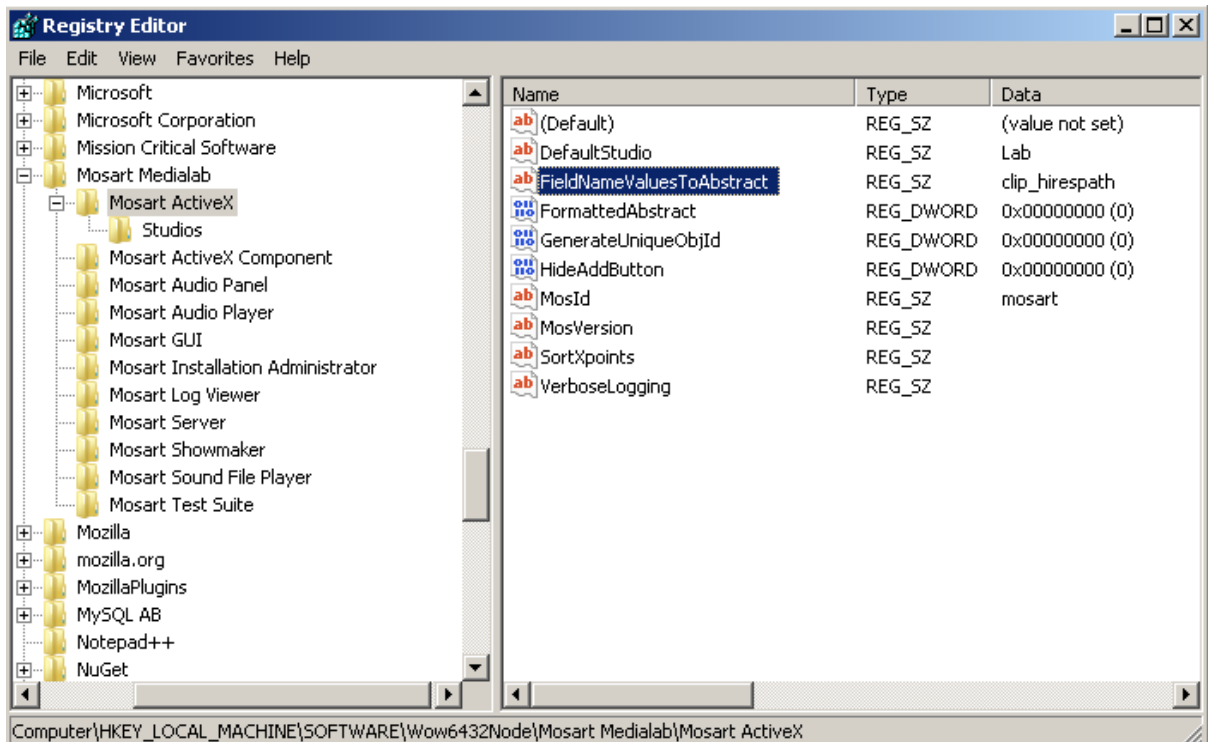 Registry Editor
File Edit View Favorites Help
Microsoft
Microsoft Corporation
Mission Critical Software
Mosart Medialab
Mosart ActiveX
Studios
Mosart ActiveX Component
Mosart Audio Panel
Mosart Audio Player
Mosart GUI
Mosart Installation Administrator
Mosart Log Viewer
Mosart Server
Mosart Showmaker
Mosart Sound File Player
Mosart Test Suite
Mozilla
mozilla.org
MozillaPlugins
MySQL AB
Notepad++
NuGet
Name Type Data
(Default) REG_SZ (value not set)
DefaultStudio REG_SZ Lab
FieldNameValuesToAbstract REG_SZ clip_hirespath
FormattedAbstract REG_DWORD 0x00000000 (0)
GenerateUniqueObjId REG_DWORD 0x00000000 (0)
HideAddButton REG_DWORD 0x00000000 (0)
MosId REG_SZ mosart
MosVersion REG_SZ
SortXpoints REG_SZ
VerboseLogging REG_SZ
Computer\HKEY_LOCAL_MACHINE\SOFTWARE\Wow6432Node\Mosart Medialab\Mosart ActiveX